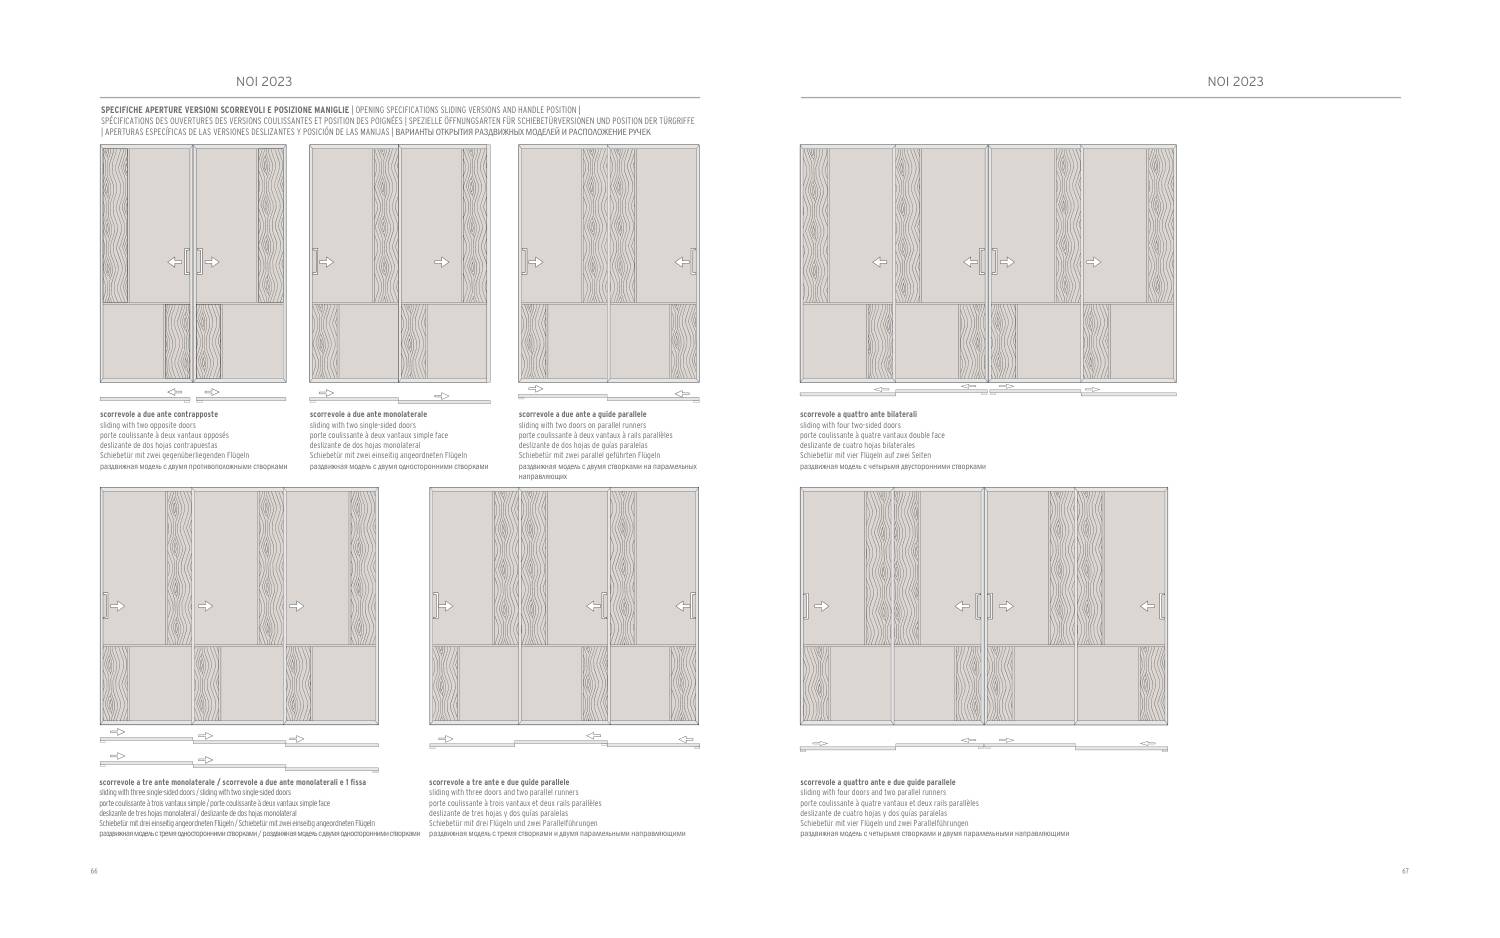 NOI 2023
SPECIFICHE APERTURE VERSIONI SCORREVOLI E POSIZIONE MANIGLIE | OPENING SPECIFICATIONS SLIDING VERSIONS AND HANDLE POSITION |
SPÉCIFICATIONS DES OUVERTURES DES VERSIONS COULISSANTES ET POSITION DES POIGNÉES | SPEZIELLE ÖFFNUNGSARTEN FÜR SCHIEBETÜRVERSIONEN UND POSITION DER TÜRGRIFFE
| APERTURAS ESPECÍFICAS DE LAS VERSIONES DESLIZANTES Y POSICIÓN DE LAS MANIJAS | ВАРИАНТЫ ОТКРЫТИЯ РАЗДВИЖНЫХ МОДЕЛЕЙ И РАСПОЛОЖЕНИЕ РУЧЕК
scorrevole a due ante contrapposte
sliding with two opposite doors
porte coulissante à deux vantaux opposés
deslizante de dos hojas contrapuestas
Schiebetür mit zwei gegenüberliegenden Flügeln
раздвижная модель с двумя противоположными створками
scorrevole a due ante monolaterale
sliding with two single-sided doors
porte coulissante à deux vantaux simple face
deslizante de dos hojas monolateral
Schiebetür mit zwei einseitig angeordneten Flügeln
раздвижная модель с двумя односторонними створками
scorrevole a due ante a guide parallele
sliding with two doors on parallel runners
porte coulissante à deux vantaux à rails parallèles
deslizante de dos hojas de guías paralelas
Schiebetür mit zwei parallel geführten Flügeln
раздвижная модель с двумя створками на параллельных
направляющих
scorrevole a tre ante monolaterale / scorrevole a due ante monolaterali e 1 fissa
sliding with three single-sided doors / sliding with two single-sided doors
porte coulissante à trois vantaux simple / porte coulissante à deux vantaux simple face
deslizante de tres hojas monolateral / deslizante de dos hojas monolateral
Schiebetür mit drei einseitig angeordneten Flügeln / Schiebetür mit zwei einseitig angeordneten Flügeln
раздвижная модель с тремя односторонними створками / раздвижная модель с двумя односторонними створками
scorrevole a tre ante e due guide parallele
sliding with three doors and two parallel runners
porte coulissante à trois vantaux et deux rails parallèles
deslizante de tres hojas y dos guías paralelas
Schiebetür mit drei Flügeln und zwei Parallelführungen
раздвижная модель с тремя створками и двумя параллельными направляющими
66
NOI 2023
scorrevole a quattro ante bilaterali
sliding with four two-sided doors
porte coulissante à quatre vantaux double face
deslizante de cuatro hojas bilaterales
Schiebetür mit vier Flügeln auf zwei Seiten
раздвижная модель с четырьмя двусторонними створками
scorrevole a quattro ante e due guide parallele
sliding with four doors and two parallel runners
porte coulissante à quatre vantaux et deux rails parallèles
deslizante de cuatro hojas y dos guías paralelas
Schiebetür mit vier Flügeln und zwei Parallelführungen
раздвижная модель с четырьмя створками и двумя параллельными направляющими
67